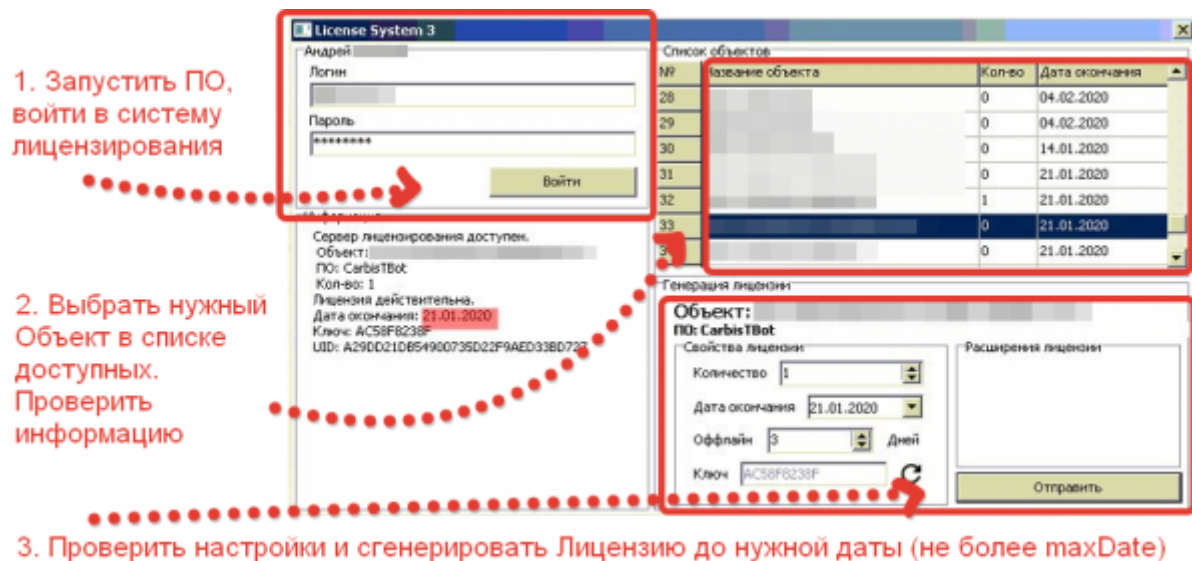 License System 3
Андрей
Логин
Пароль
********
Войти
1. Запустить ПО,
войти в систему
лицензирования
Список объектов
№ Название объекта Кол-во Дата окончания
28 0 04.02.2020
29 0 04.02.2020
30 0 14.01.2020
31 0 21.01.2020
32 1 21.01.2020
33 0 21.01.2020
0 21.01.2020
Информация
Сервер лицензирования доступен.
Объект:
ПО: CarbisTBot
Кол-во: 1
Лицензия действительна.
Дата окончания: 21.01.2020
Ключ: AC58F8238F
UID: A29DD21DB54900735D22F9AED33BD727
2. Выбрать нужный
Объект в списке
доступных.
Проверить
информацию
Генерация лицензии
Объект:
ПО: CarbisTBot
Свойства лицензии
Количество 1
Дата окончания 21.01.2020
Оффлайн 3 Дней
Ключ AC58F8238F
Расширения лицензии
Отправить
3. Проверить настройки и сгенерировать Лицензию до нужной даты (не более maxDate)